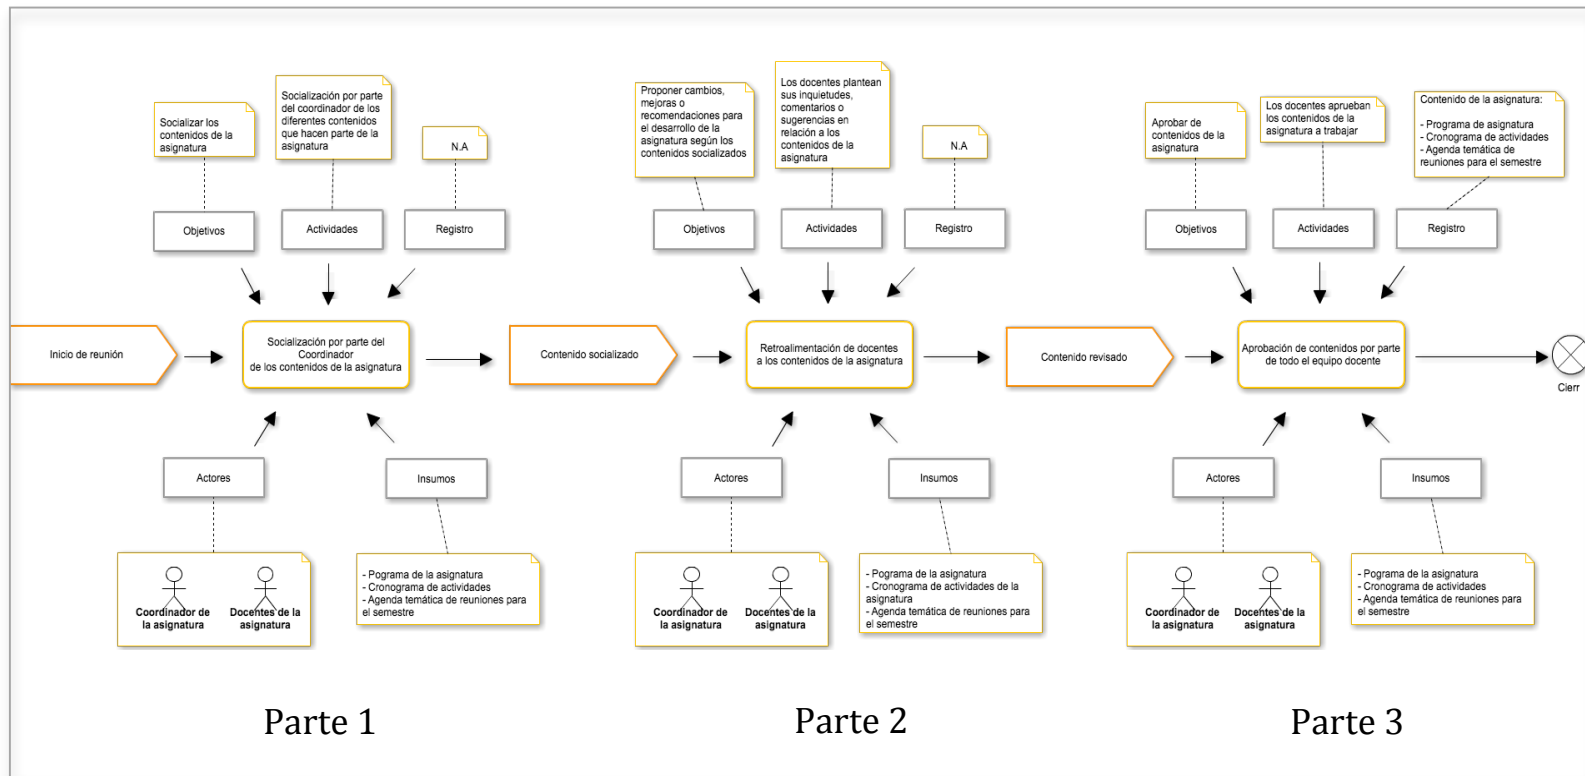 Socializar los
contenidos de la
asignatura
Socialización por parte
del coordinador de los
diferentes contenidos
que hacen parte de la
asignatura
N.A
Objetivos
Actividades
Registro
Inicio de reunión
Socialización por parte del
Coordinador
de los contenidos de la asignatura
Actores
Insumos
Coordinador de
la asignatura
Docentes de la
asignatura
- Pograma de la asignatura
- Cronograma de actividades
- Agenda temática de reuniones para
el semestre
Parte 1
Proponer cambios,
mejoras o
recomendaciones para
el desarrollo de la
asignatura según los
contenidos socializados
Los docentes plantean
sus inquietudes,
comentarios o
sugerencias en
relación a los
contenidos de la
asignatura
N.A
Objetivos
Actividades
Registro
Contenido socializado
Retroalimentación de docentes
a los contenidos de la asignatura
Actores
Insumos
Coordinador de
la asignatura
Docentes de la
asignatura
- Pograma de la asignatura
- Cronograma de actividades de la
asignatura
- Agenda temática de reuniones para
el semestre
Parte 2
Aprobar de
contenidos de la
asignatura
Los docentes aprueban
los contenidos de la
asignatura a trabajar
Contenido de la asignatura:
- Programa de asignatura
- Cronograma de actividades
- Agenda temática de
reuniones para el semestre
Objetivos
Actividades
Registro
Contenido revisado
Aprobación de contenidos por parte
de todo el equipo docente
Cierr
Actores
Insumos
Coordinador de
la asignatura
Docentes de la
asignatura
- Pograma de la asignatura
- Cronograma de actividades
- Agenda temática de reuniones para
el semestre
Parte 3